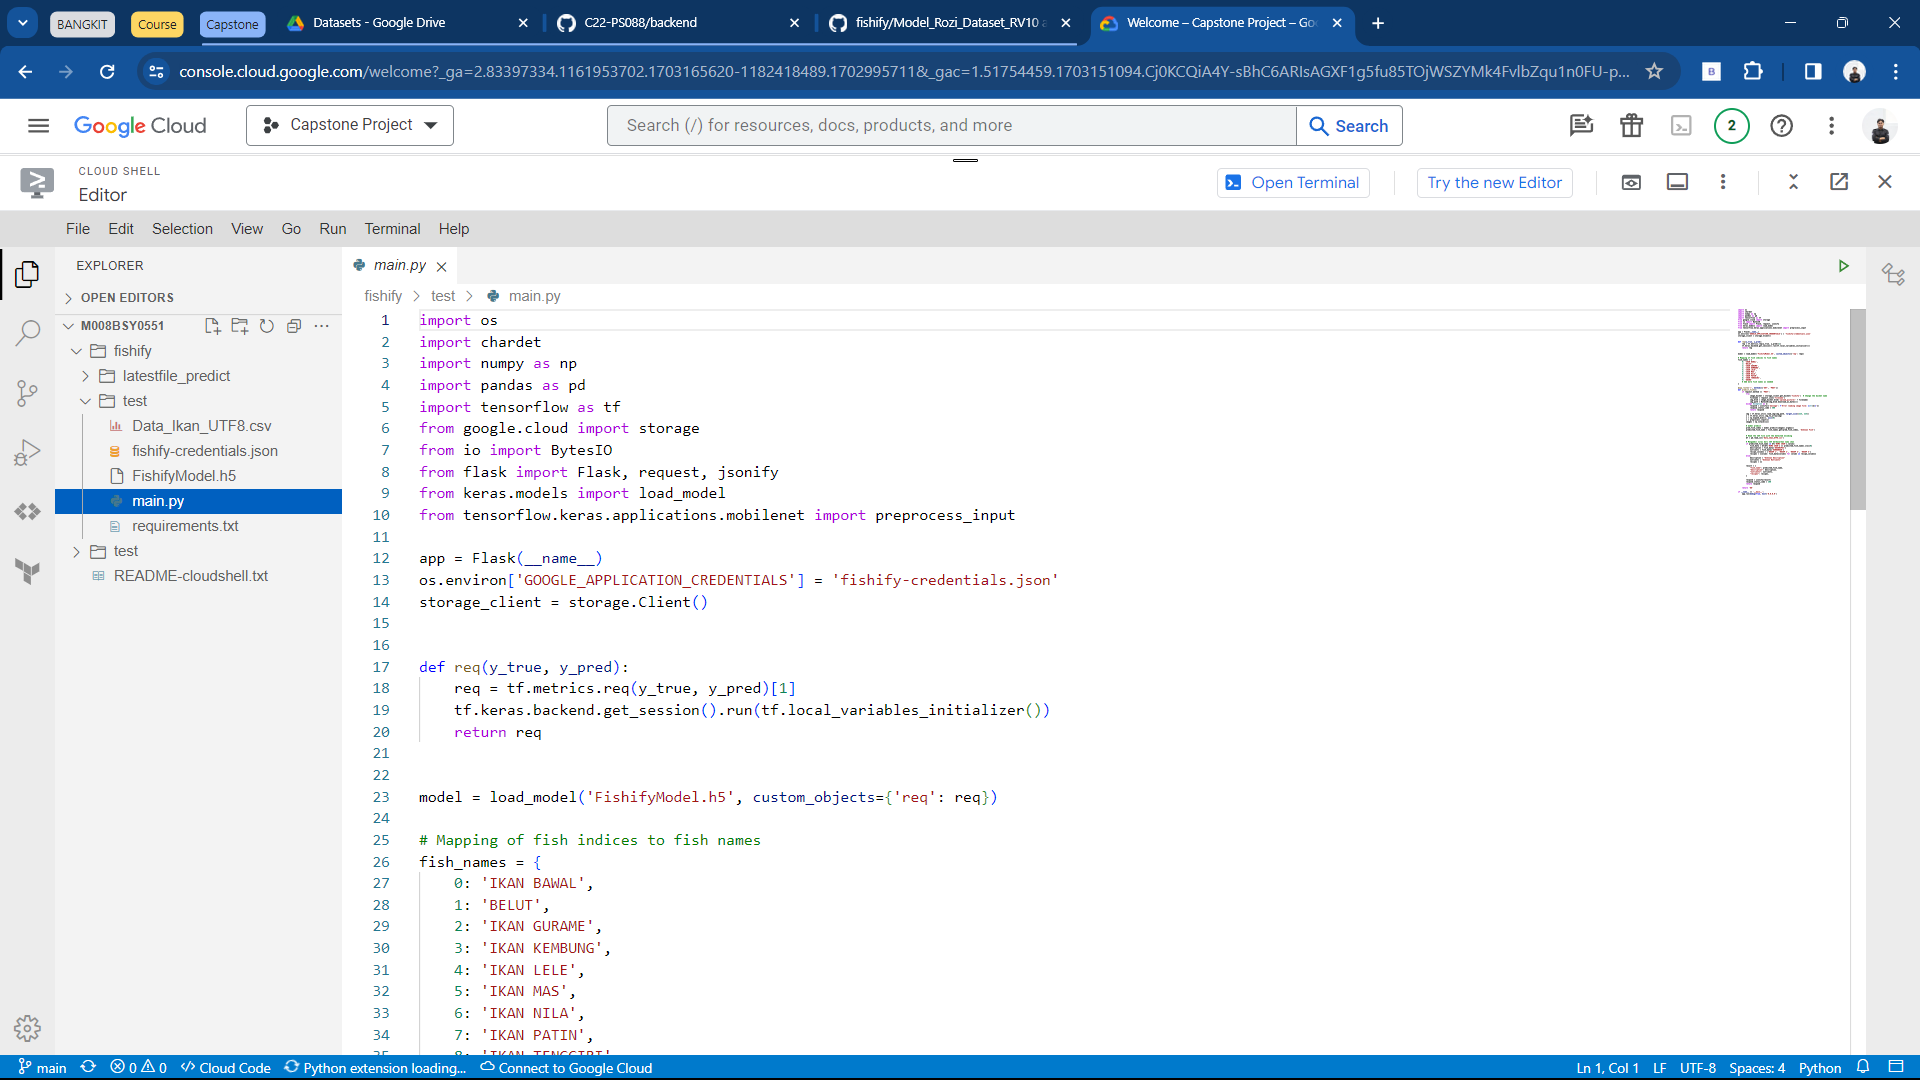 BANGKIT
Course
Capstone
Datasets - Google Drive
C22-PS088/backend
fishify/Model_Rozi_Dataset_RV10 a
Welcome – Capstone Project – Goo
console.cloud.google.com/welcome?_ga=2.83397334.1161953702.1703165620-1182418489.1702995711&_gac=1.51754459.1703151094.Cj0KCQiA4Y-sBhC6ARIsAGXF1g5fu85TOjWSZYMk4FvlbZqu1n0FU-p...
Google Cloud
Capstone Project
Search (/) for resources, docs, products, and more
Search
2
CLOUD SHELL
Editor
Open Terminal
Try the new Editor
File Edit Selection View Go Run Terminal Help
EXPLORER
OPEN EDITORS
M008BSY0551
fishify
latestfile_predict
test
Data_Ikan_UTF8.csv
fishify-credentials.json
FishifyModel.h5
main.py
requirements.txt
test
README-cloudshell.txt
main.py
fishify > test > main.py
1 import os
2 import chardet
3 import numpy as np
4 import pandas as pd
5 import tensorflow as tf
6 from google.cloud import storage
7 from io import BytesIO
8 from flask import Flask, request, jsonify
9 from keras.models import load_model
10 from tensorflow.keras.applications.mobilenet import preprocess_input
11
12 app = Flask(__name__)
13 os.environ['GOOGLE_APPLICATION_CREDENTIALS'] = 'fishify-credentials.json'
14 storage_client = storage.Client()
15
16
17 def req(y_true, y_pred):
18 req = tf.metrics.req(y_true, y_pred)[1]
19 tf.keras.backend.get_session().run(tf.local_variables_initializer())
20 return req
21
22
23 model = load_model('FishifyModel.h5', custom_objects={'req': req})
24
25 # Mapping of fish indices to fish names
26 fish_names = {
27 0: 'IKAN BAWAL',
28 1: 'BELUT',
29 2: 'IKAN GURAME',
30 3: 'IKAN KEMBUNG',
31 4: 'IKAN LELE',
32 5: 'IKAN MAS',
33 6: 'IKAN NILA',
34 7: 'IKAN PATIN',
35 8: 'IKAN TENGGIRI'
main 0 0 Cloud Code Python extension loading... Connect to Google Cloud
Ln 1, Col 1 LF UTF-8 Spaces: 4 Python